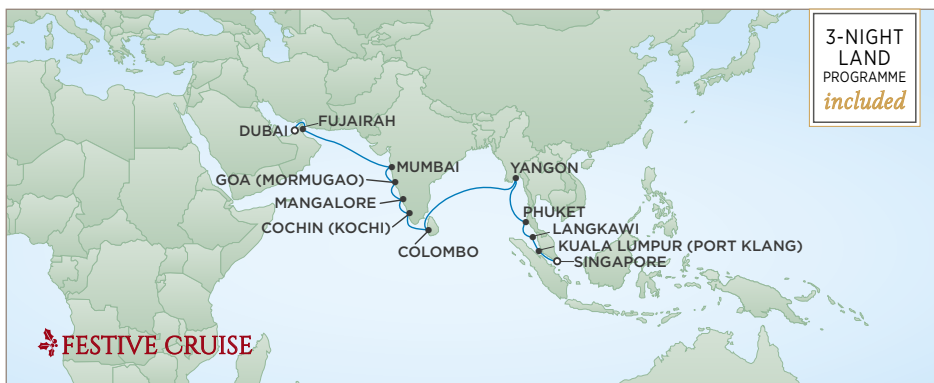 3-NIGHT
LAND
PROGRAMME
included
FUJAIRAH
DUBAI
MUMBAI
YANGON
GOA (MORMUGAO)
MANGALORE
PHUKET
COCHIN (KOCHI)
LANGKAWI
KUALA LUMPUR (PORT KLANG)
COLOMBO
SINGAPORE
FESTIVE CRUISE